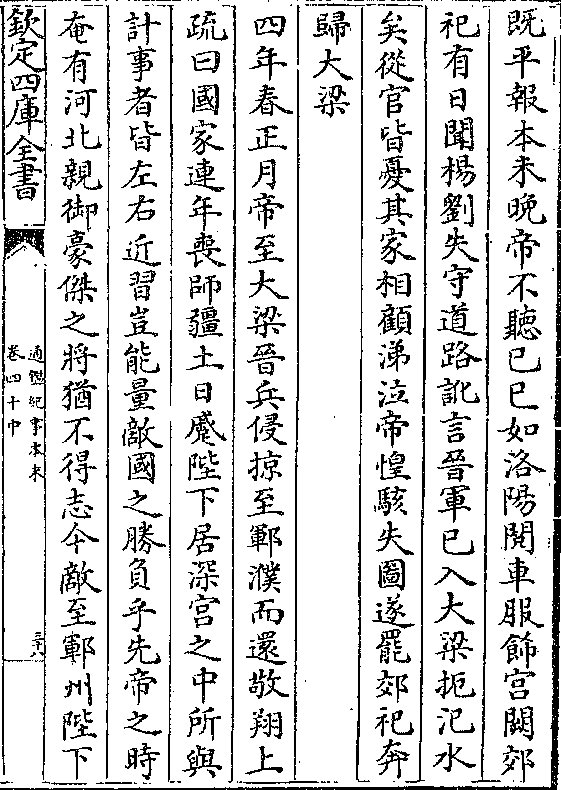 既平報本未晚帝不聽己巳如洛陽閱車服飾宮闕郊
祀有日聞楊劉失守道路訛言晉軍已入大梁扼汜水
矣從官皆憂其家相顧涕泣帝惶駭失圖遂罷郊祀奔
歸大梁
四年春正月帝至大梁晉兵侵掠至鄆濮而還敬翔上
疏曰國家連年喪師疆土日蹙陛下居深宮之中所與
計事者皆左右近習豈能量敵國之勝負乎先帝之時
奄有河北親御豪傑之將猶不得志今敵至鄆州陛下
欽定四庫全書
通鑑紀事本末
卷四十中
三十八